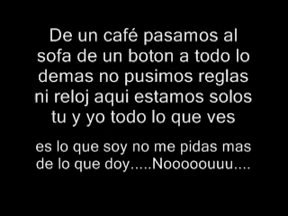 De un café pasamos al
sofa de un boton a todo lo
demas no pusimos reglas
ni reloj aqui estamos solos
tu y yo todo lo que ves
es lo que soy no me pidas mas
de lo que doy.....Nooooouuu....